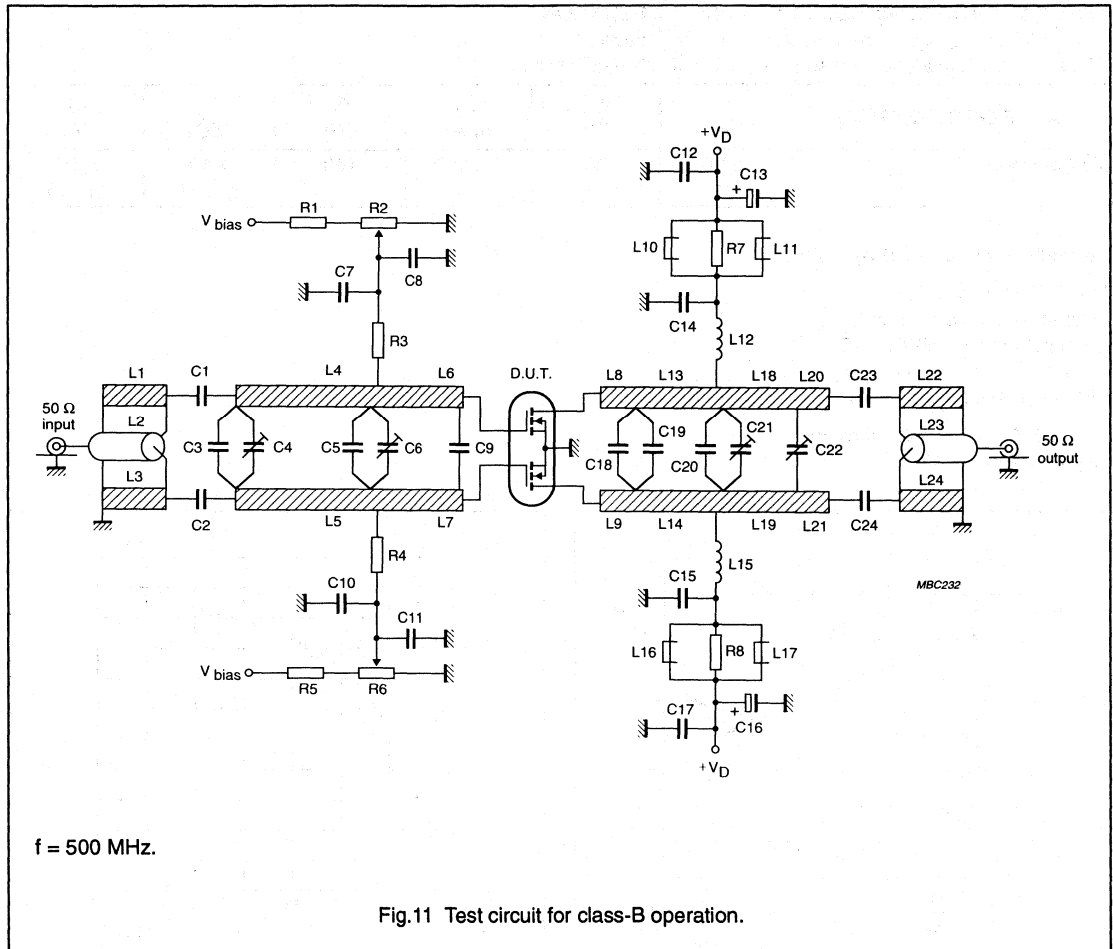 +VD
C12
C13
+
V bias
R1
R2
L10
R7
L11
C7
C8
C14
L12
R3
L1
C1
L4
L6
D.U.T.
L8
L13
L18
L20
C23
L22
50 Ω
input
L2
C3
C4
C5
C6
C9
C18
C19
C20
C21
C22
L23
50 Ω
output
L3
L24
C2
L5
L7
L9
L14
L19
L21
C24
R4
L15
C10
C15
MBC232
C11
L16
R8
L17
V bias
R5
R6
C17
+
C16
+VD
f = 500 MHz.
Fig.11 Test circuit for class-B operation.